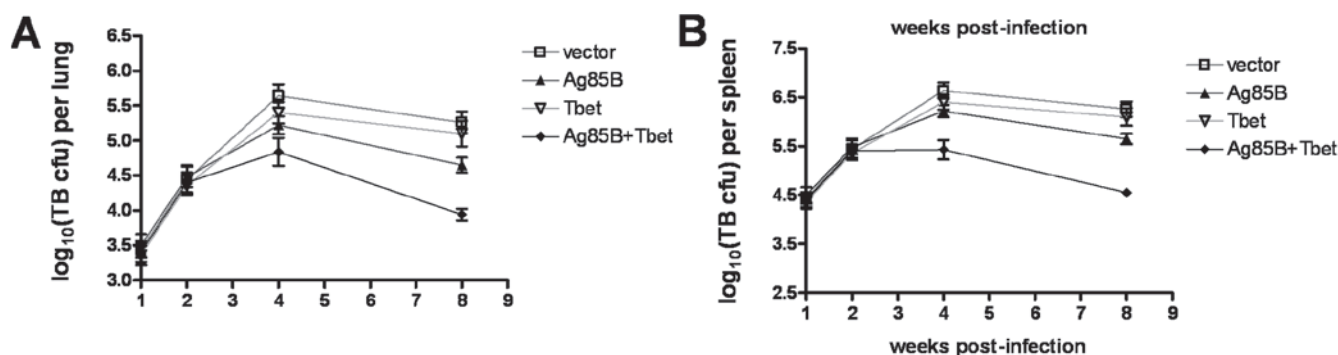 A
log10(TB cfu) per lung
6.5
6.0
5.5
5.0
4.5
4.0
3.5
3.0
1 2 3 4 5 6 7 8 9
vector
Ag85B
Tbet
Ag85B+Tbet
B
weeks post-infection
log10(TB cfu) per spleen
7.5
6.5
5.5
4.5
3.5
2.5
1 2 3 4 5 6 7 8 9
weeks post-infection
vector
Ag85B
Tbet
Ag85B+Tbet